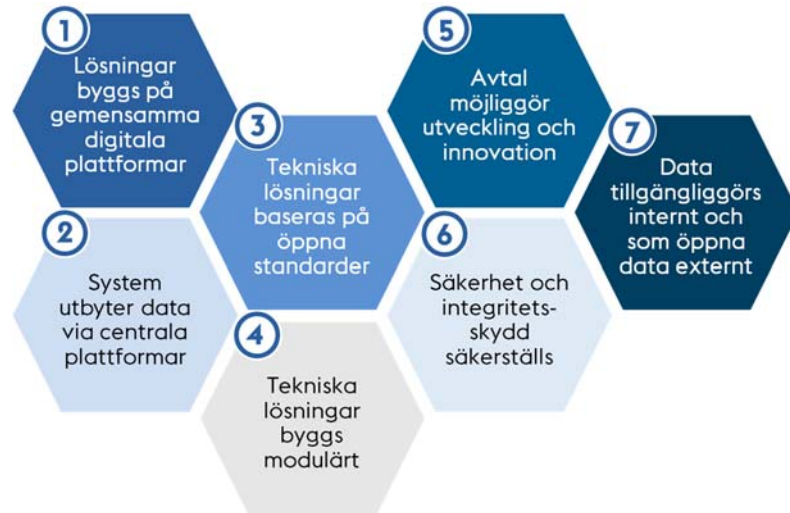 1
Lösningar
byggs på
gemensamma
digitala
plattformar
2
System
utbyter data
via centrala
plattformar
3
Tekniska
lösningar
baseras på
öppna
standarder
4
Tekniska
lösningar
byggs
modulärt
5
Avtal
möjliggör
utveckling och
innovation
6
Säkerhet och
integritets-
skydd
säkerställs
7
Data
tillgängliggörs
internt och
som öppna
data externt